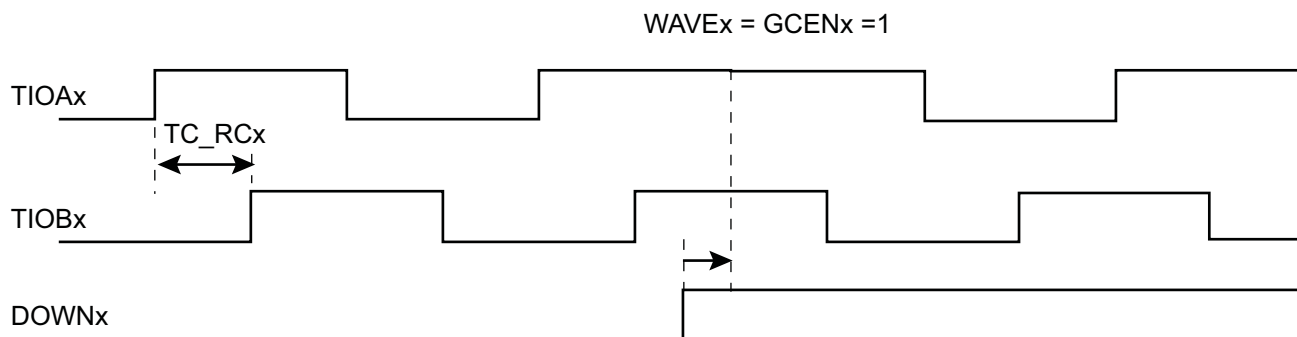 WAVEx = GCENx =1
TIOAx
TC_RCx
TIOBx
DOWNx